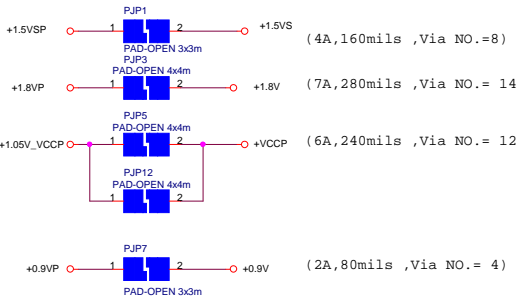 PJP1
+1.5VSP 1 2 +1.5VS
(4A,160mils ,Via NO.=8)
PAD-OPEN 3x3m
PJP3
PAD-OPEN 4x4m
+1.8VP 1 2 +1.8V
(7A,280mils ,Via NO.= 14
PJP5
PAD-OPEN 4x4m
+1.05V_VCCP 1 2 +VCCP
(6A,240mils ,Via NO.= 12
PJP12
PAD-OPEN 4x4m
1 2
PJP7
+0.9VP 1 2 +0.9V
(2A,80mils ,Via NO.= 4)
PAD-OPEN 3x3m